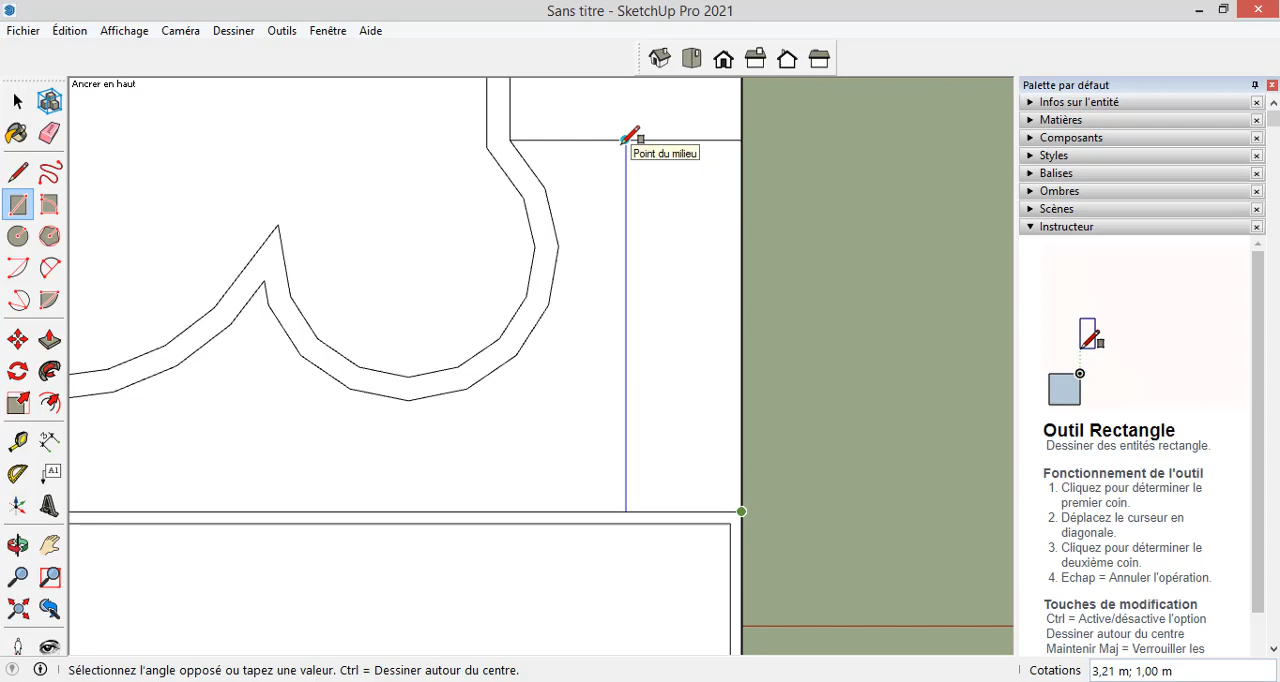 Sans titre - SketchUp Pro 2021
Fichier Édition Affichage Caméra Dessiner Outils Fenêtre Aide
Ancrer en haut
Point du milieu
A1
Palette par défaut
Infos sur l'entité
Matières
Composants
Styles
Balises
Ombres
Scènes
Instructeur
Outil Rectangle
Dessiner des entités rectangle.
Fonctionnement de l'outil
1. Cliquez pour déterminer le
premier coin.
2. Déplacez le curseur en
diagonale.
3. Cliquez pour déterminer le
deuxième coin.
4. Echap = Annuler l'opération.
Touches de modification
Ctrl = Active/désactive l'option
Dessiner autour du centre
Maintenir Maj = Verrouiller les
Sélectionnez l'angle opposé ou tapez une valeur. Ctrl = Dessiner autour du centre.
Cotations 3,21 m; 1,00 m